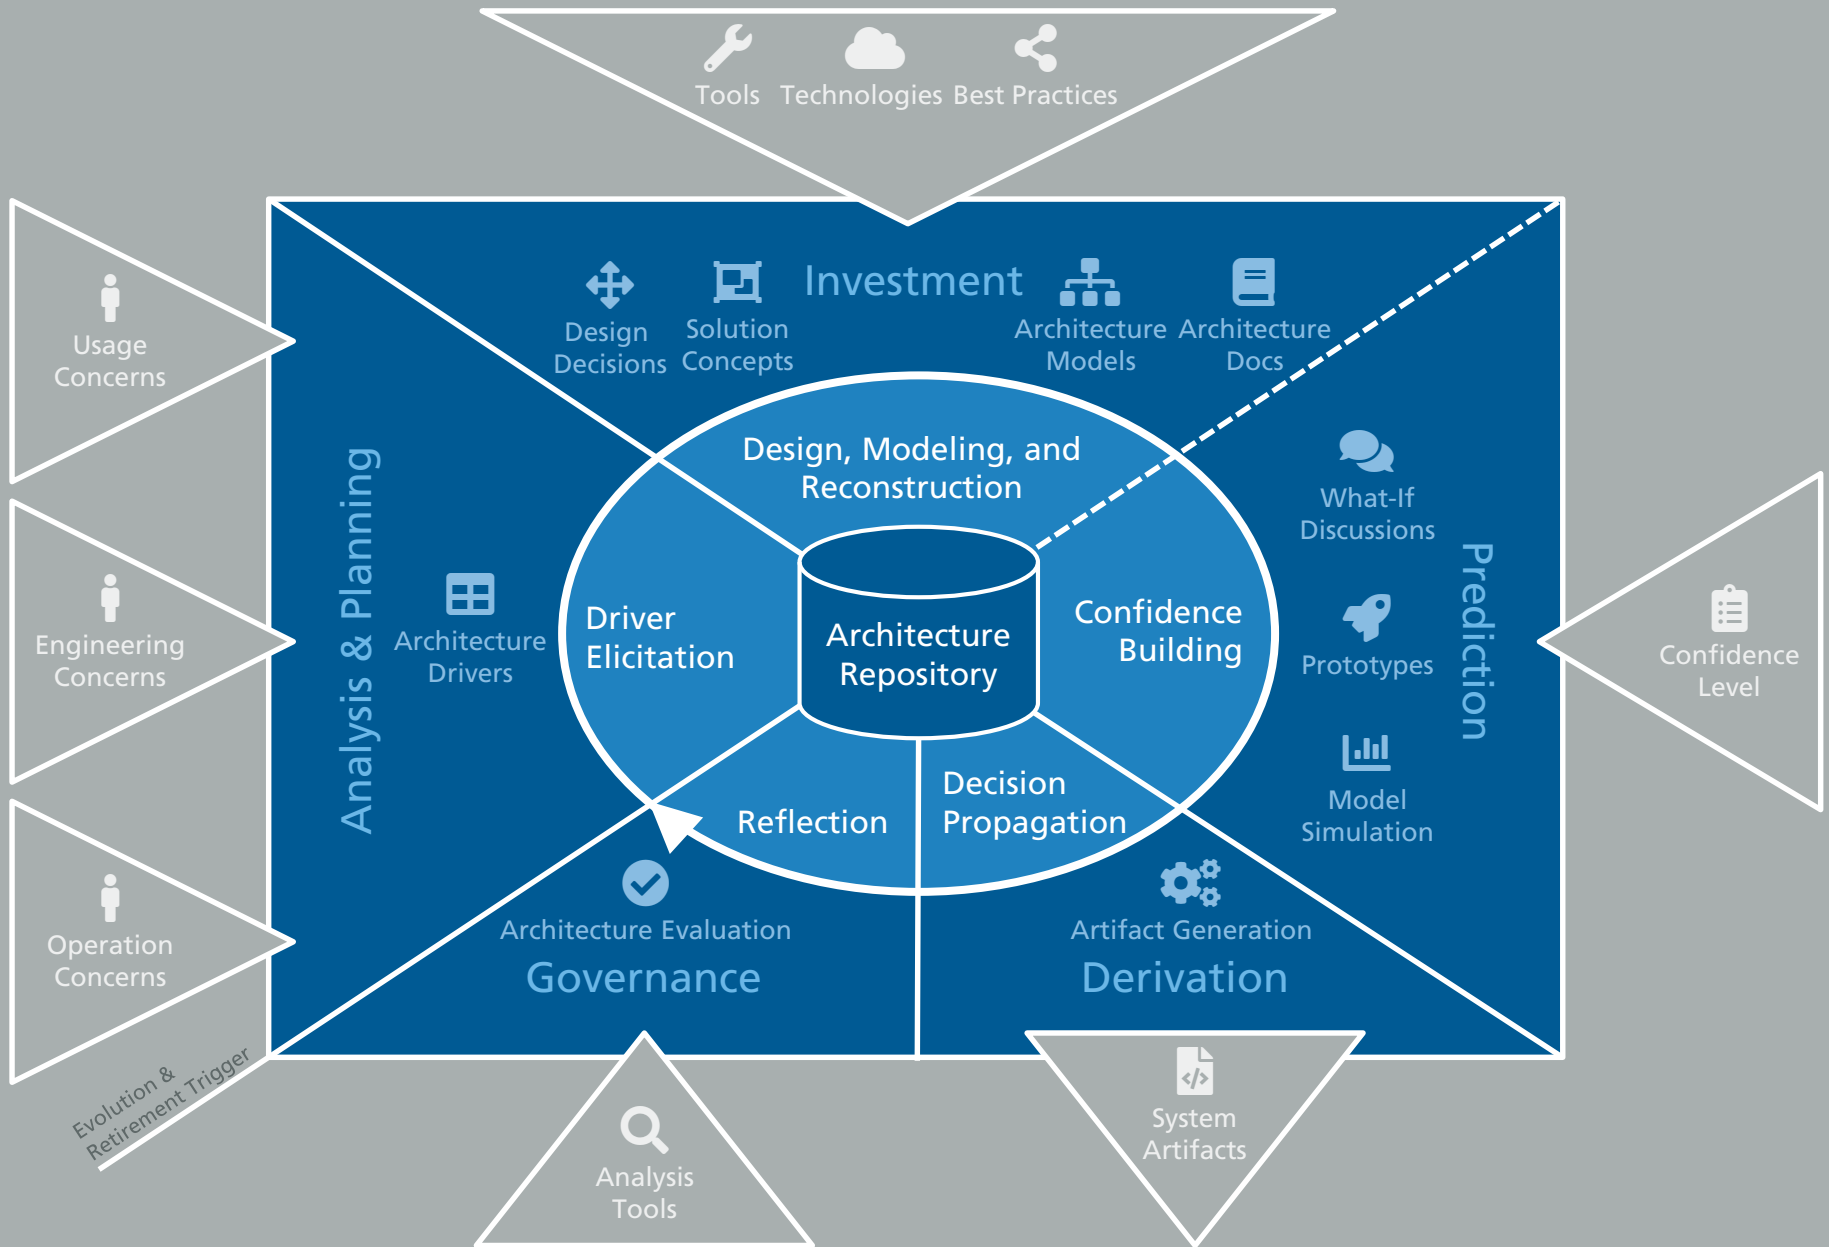 Tools
Technologies
Best Practices
Usage
Concerns
Engineering
Concerns
Operation
Concerns
Evolution &
Retirement Trigger
Analysis & Planning
Architecture
Drivers
Investment
Design
Decisions
Solution
Concepts
Architecture
Models
Architecture
Docs
Design, Modeling, and
Reconstruction
Driver
Elicitation
Architecture
Repository
Confidence
Building
Reflection
Decision
Propagation
What-If
Discussions
Prototypes
Model
Simulation
Prediction
Confidence
Level
Architecture Evaluation
Governance
Artifact Generation
Derivation
Analysis
Tools
System
Artifacts